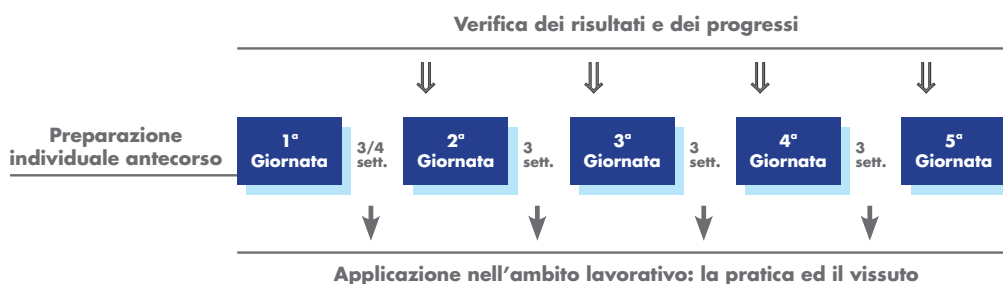 Verifica dei risultati e dei progressi
Preparazione
individuale antecorso
1ª
Giornata
3/4
sett.
2ª
Giornata
3
sett.
3ª
Giornata
3
sett.
4ª
Giornata
3
sett.
5ª
Giornata
Applicazione nell'ambito lavorativo: la pratica ed il vissuto